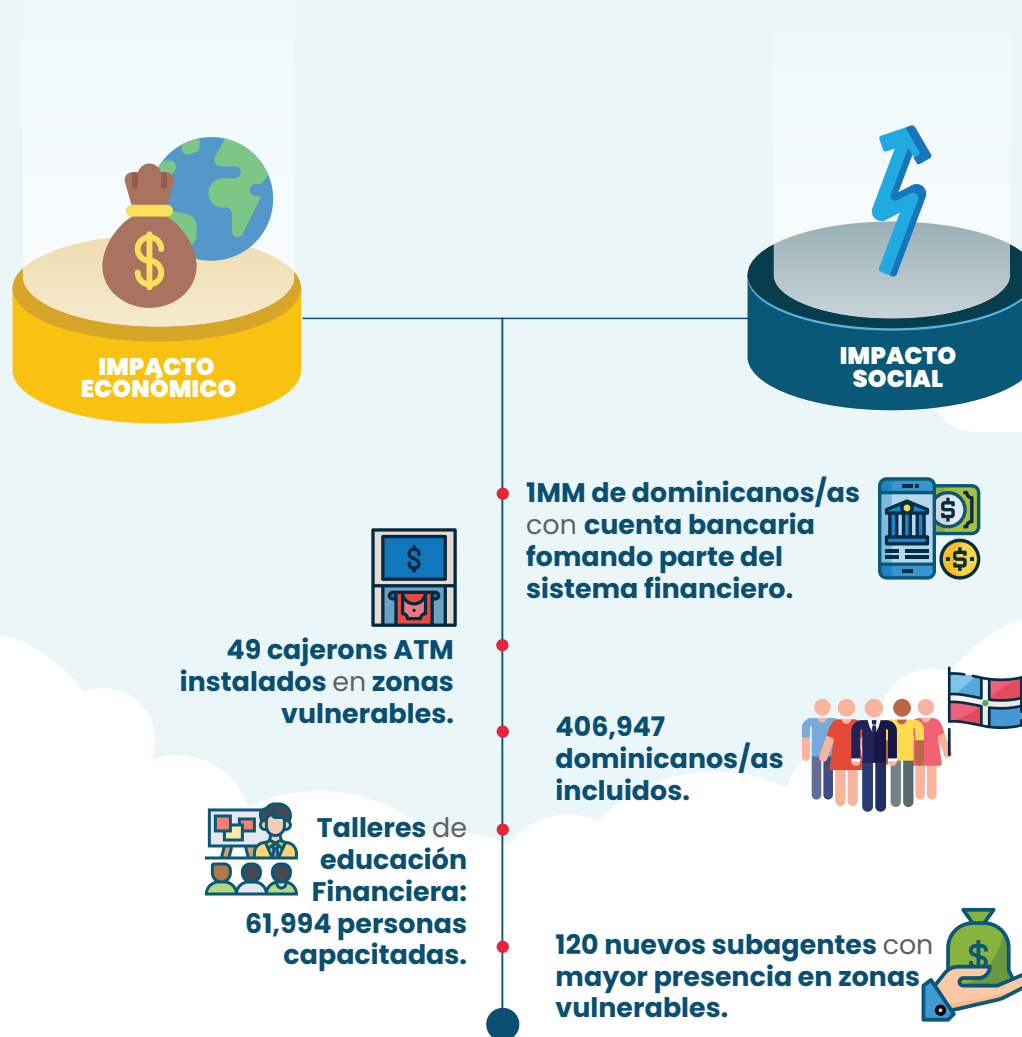 IMPACTO
ECONÓMICO
IMPACTO
SOCIAL
1MM de dominicanos/as
con cuenta bancaria
fomando parte del
sistema financiero.
49 cajerons ATM
instalados en zonas
vulnerables.
406,947
dominicanos/as
incluidos.
Talleres de
educación
Financiera:
61,994 personas
capacitadas.
120 nuevos subagentes con
mayor presencia en zonas
vulnerables.